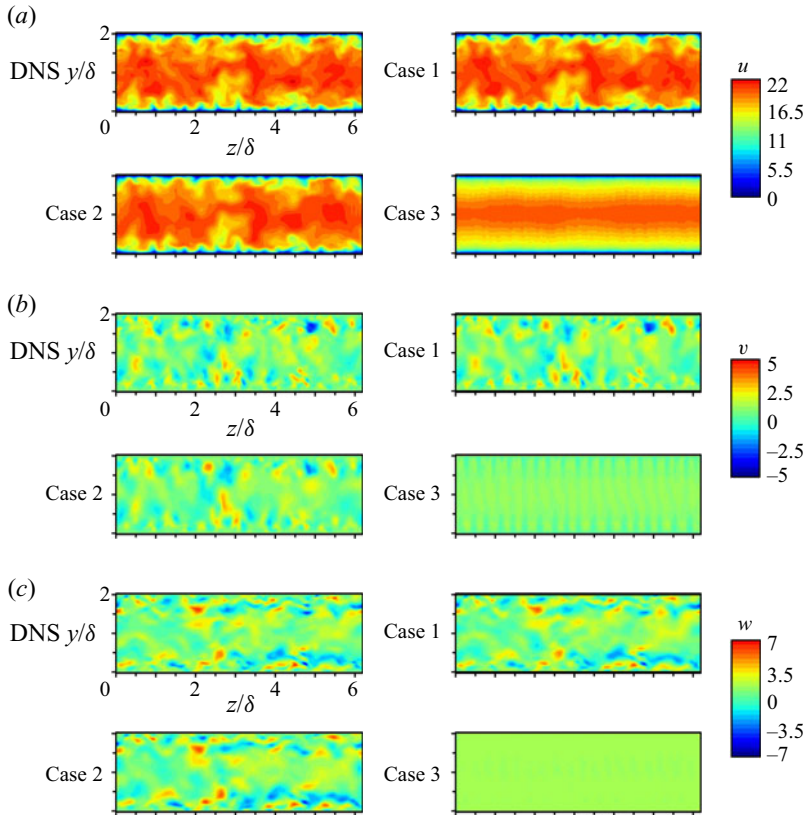 (a)
2
DNS y/δ
0
2
4
6
z/δ
Case 1
u
22
16.5
11
5.5
0
Case 2
Case 3
(b)
2
DNS y/δ
0
2
4
6
z/δ
Case 1
v
5
2.5
0
−2.5
−5
Case 2
Case 3
(c)
2
DNS y/δ
0
2
4
6
z/δ
Case 1
w
7
3.5
0
−3.5
−7
Case 2
Case 3